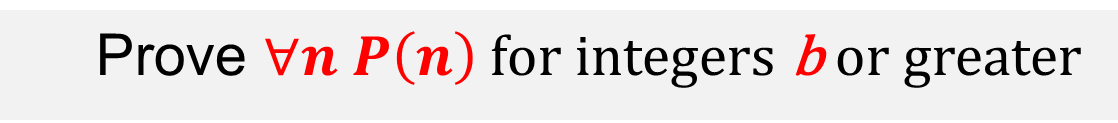 Prove ∀n P(n) for integers b or greater